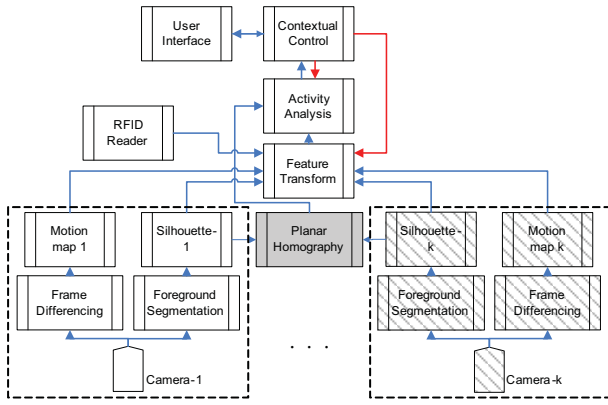 User
Interface
Contextual
Control
Activity
Analysis
RFID
Reader
Feature
Transform
Motion
map 1
Silhouette-
1
Planar
Homography
Silhouette-
k
Motion
map k
Frame
Differencing
Foreground
Segmentation
Foreground
Segmentation
Frame
Differencing
. . .
Camera-1
Camera-k